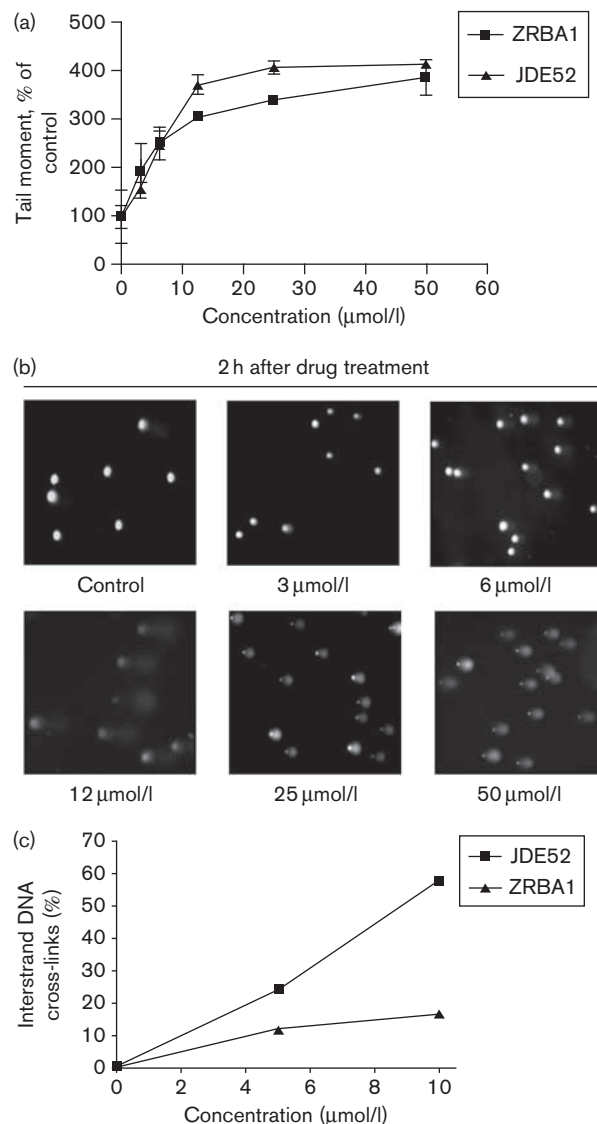 (a)
500
400
300
200
100
0
Tail moment, % of
control
0 10 20 30 40 50 60
Concentration (μmol/l)
ZRBA1
JDE52
(b)
2 h after drug treatment
Control 3 μmol/l 6 μmol/l
12 μmol/l 25 μmol/l 50 μmol/l
(c)
70
60
50
40
30
20
10
0
Interstrand DNA
cross-links (%)
0 2 4 6 8 10
Concentration (μmol/l)
JDE52
ZRBA1